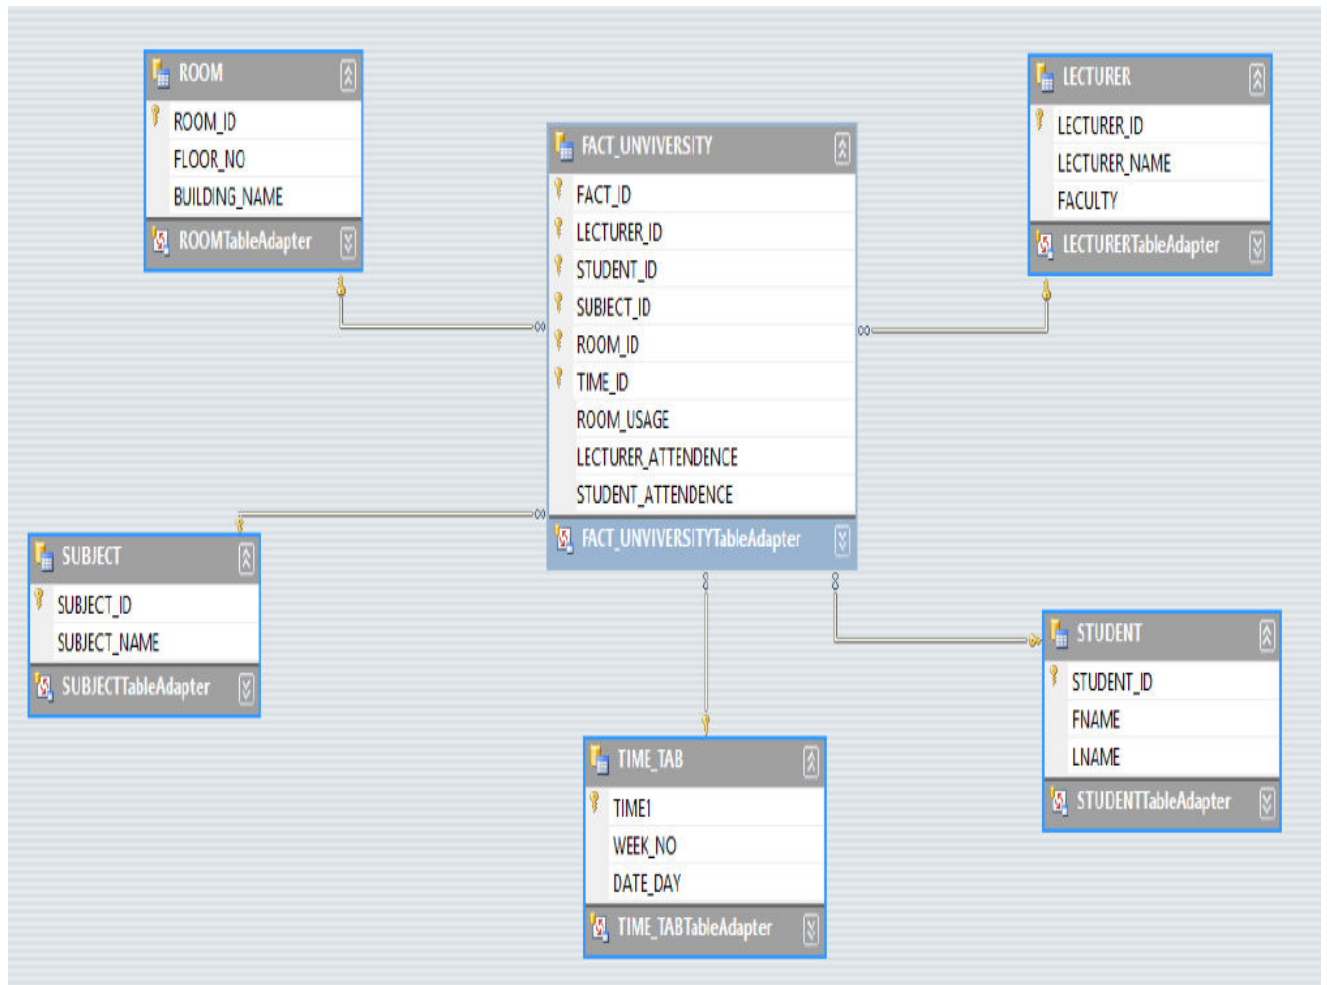 ROOM
ROOM_ID
FLOOR_NO
BUILDING_NAME
ROOMTableAdapter
LECTURER
LECTURER_ID
LECTURER_NAME
FACULTY
LECTURERTableAdapter
FACT_UNVIVERSITY
FACT_ID
LECTURER_ID
STUDENT_ID
SUBJECT_ID
ROOM_ID
TIME_ID
ROOM_USAGE
LECTURER_ATTENDENCE
STUDENT_ATTENDENCE
FACT_UNVIVERSITYTableAdapter
SUBJECT
SUBJECT_ID
SUBJECT_NAME
SUBJECTTableAdapter
STUDENT
STUDENT_ID
FNAME
LNAME
STUDENTTableAdapter
TIME_TAB
TIME1
WEEK_NO
DATE_DAY
TIME_TABTableAdapter